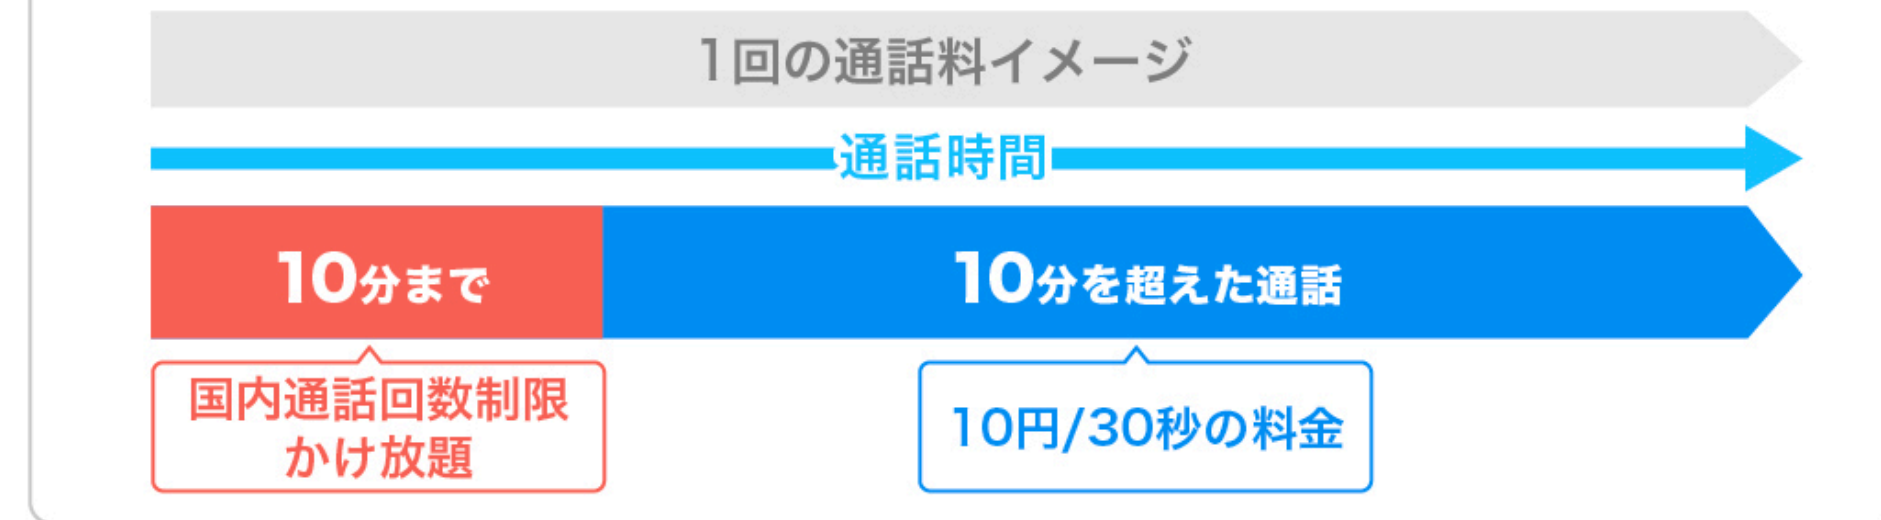 1回の通話料イメージ
通話時間
10分まで
10分を超えた通話
国内通話回数制限
かけ放題
10円/30秒の料金